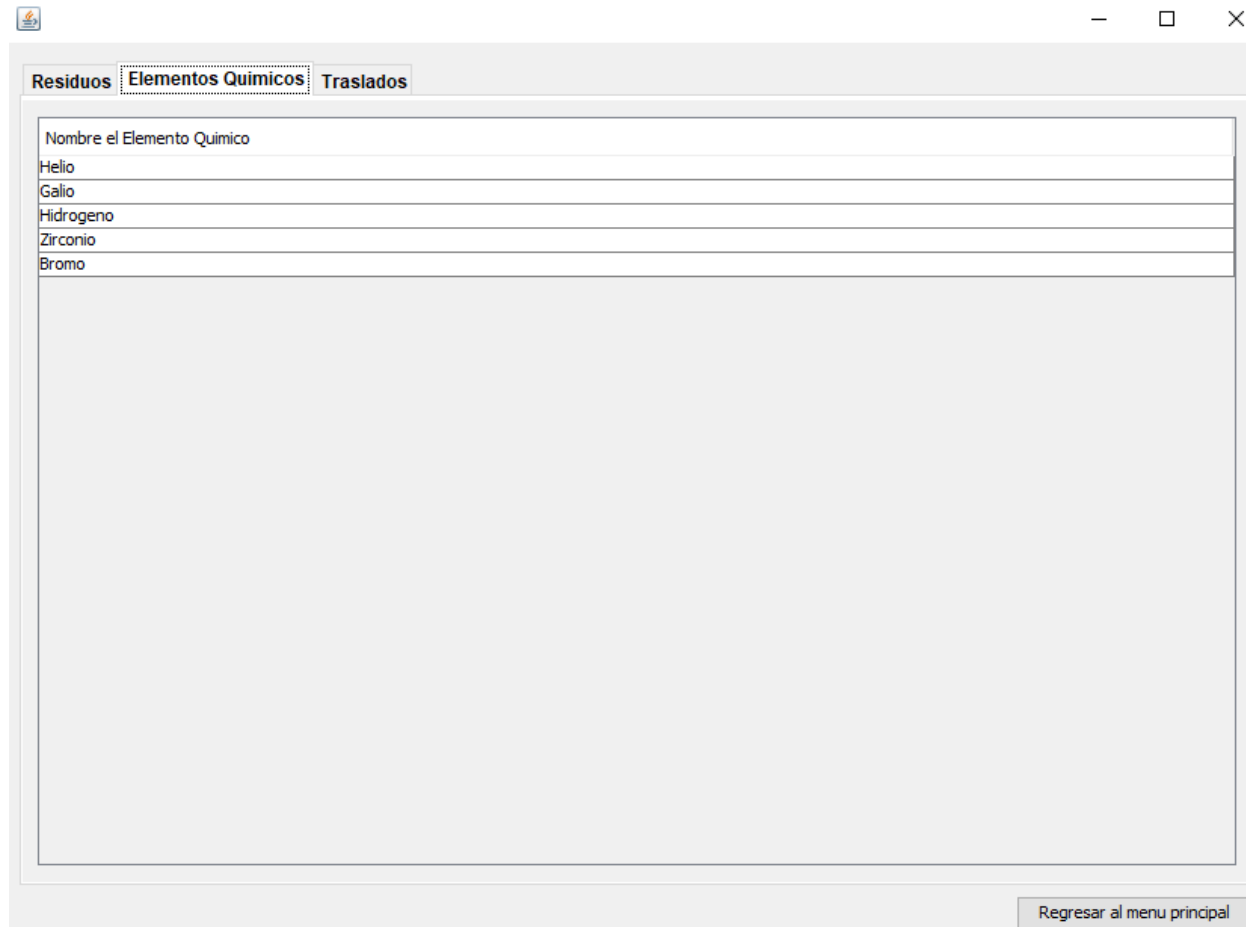 Residuos Elementos Quimicos Traslados
Nombre el Elemento Quimico
Helio
Galio
Hidrogeno
Zirconio
Bromo
Regresar al menu principal